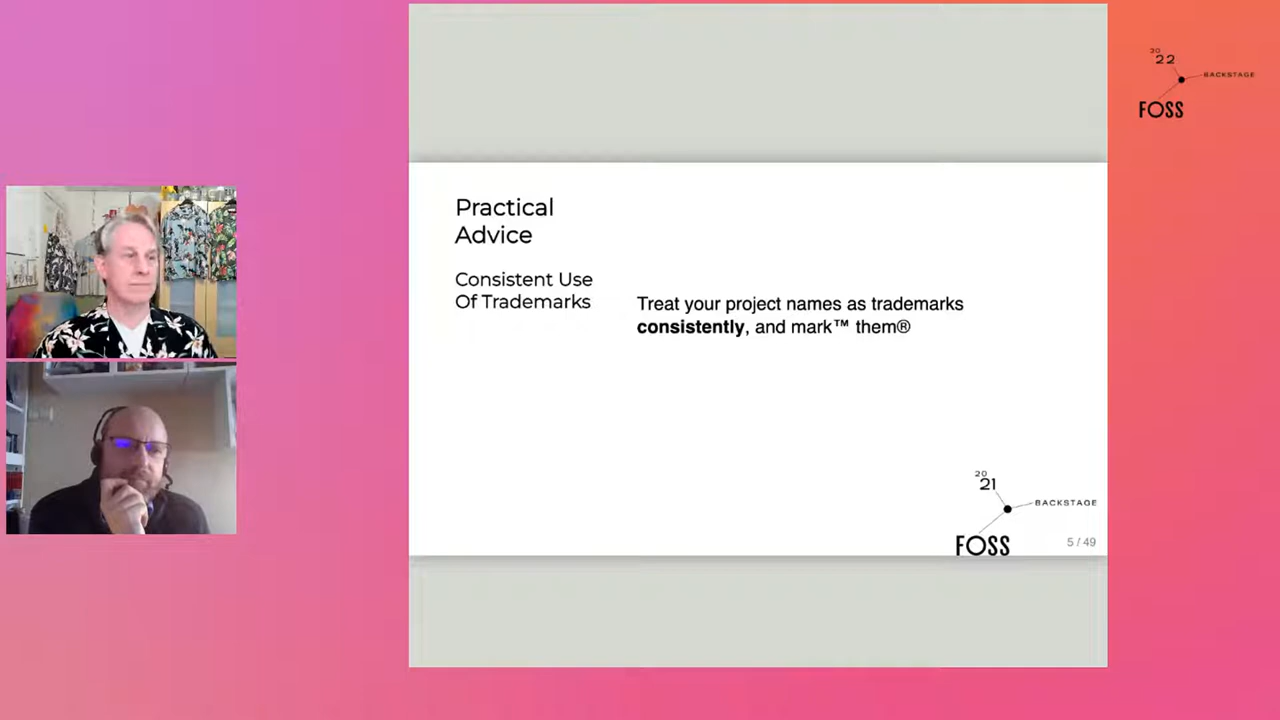 20
22
BACKSTAGE
FOSS
Practical
Advice
Consistent Use
Of Trademarks
Treat your project names as trademarks
consistently, and mark™ them®
20
21
BACKSTAGE
FOSS
5 / 49